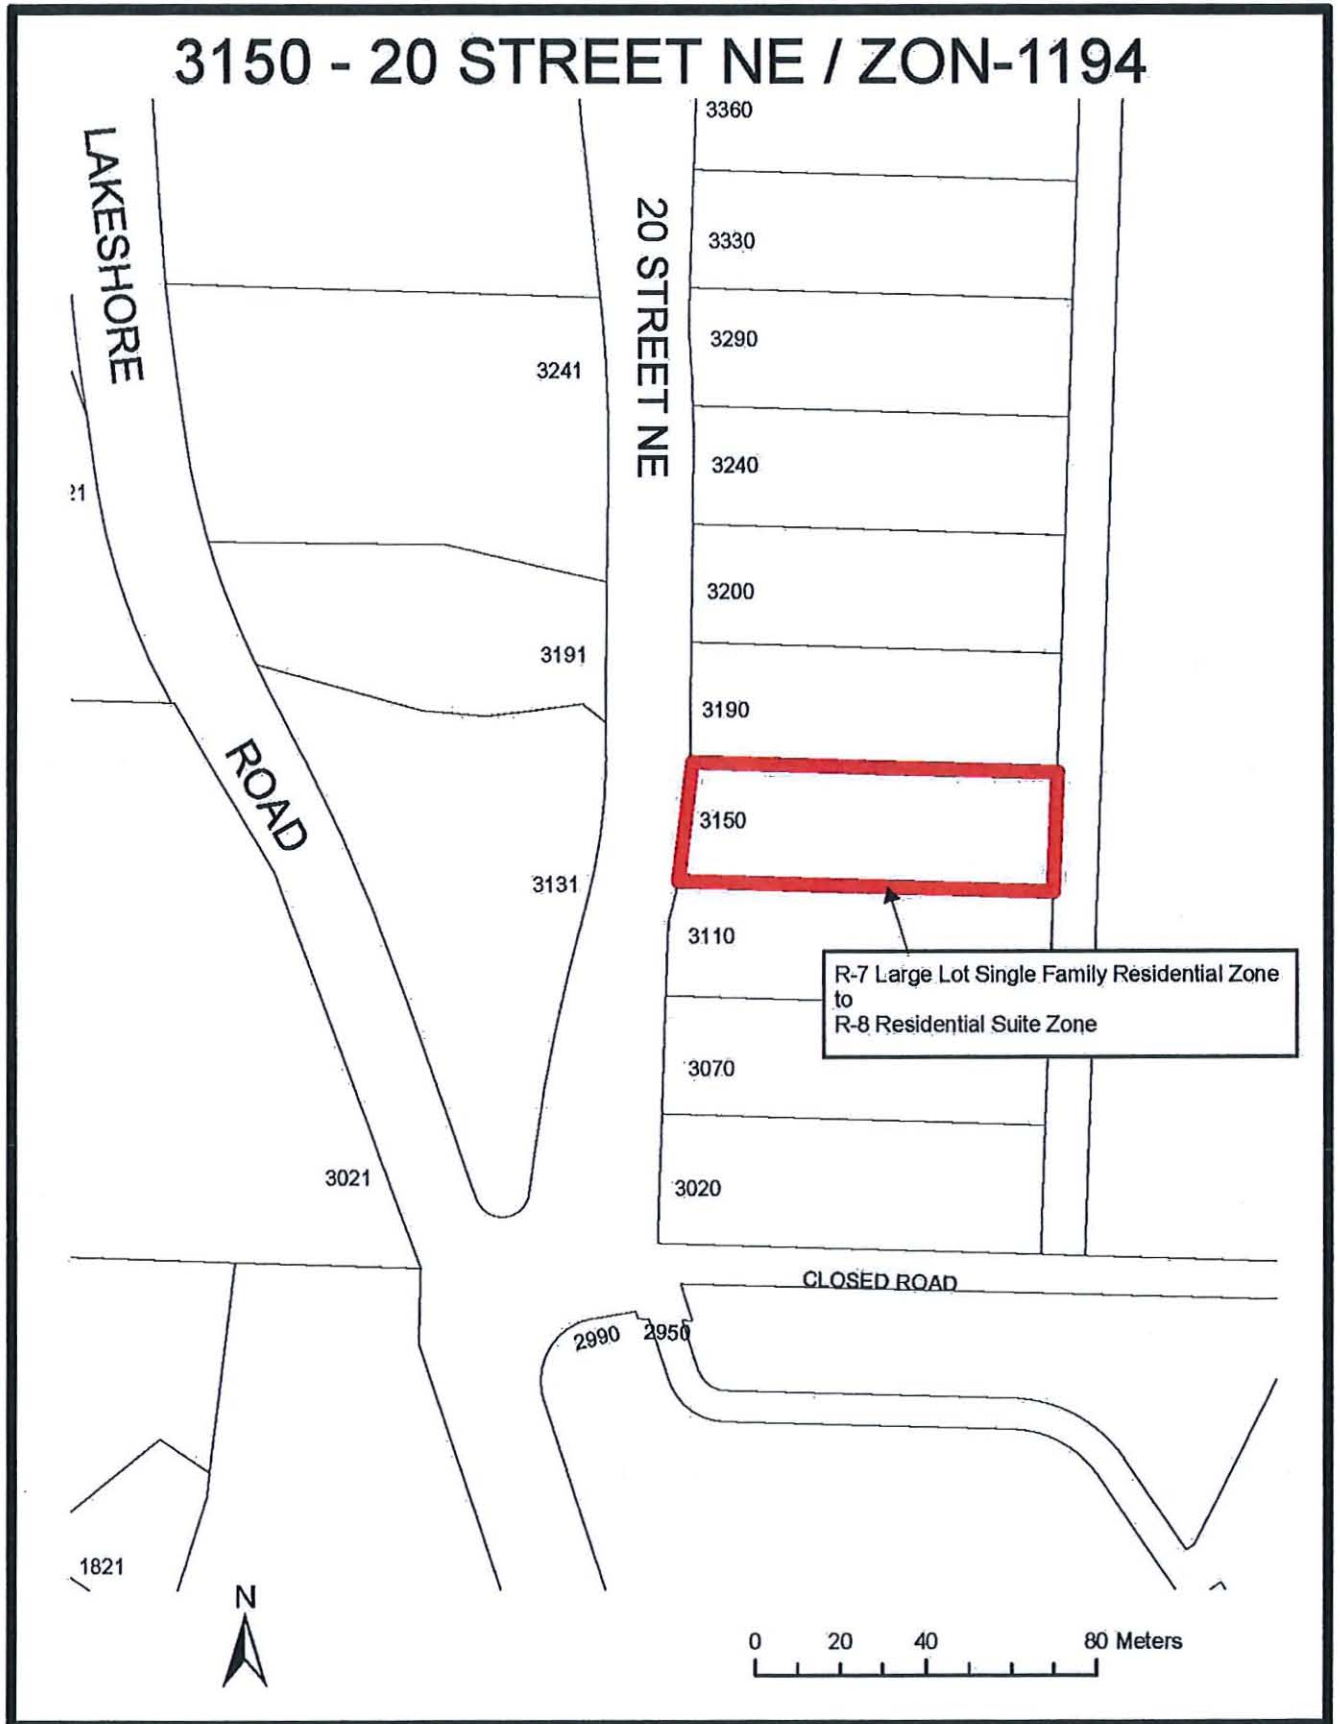 3150 - 20 STREET NE / ZON-1194
LAKESHORE
20 STREET NE
3360
3330
3290
3241
3240
3200
3191
3190
ROAD
3150
3131
3110
R-7 Large Lot Single Family Residential Zone
to
R-8 Residential Suite Zone
3070
3021
3020
CLOSED ROAD
2990
2950
1821
N
0 20 40 80 Meters